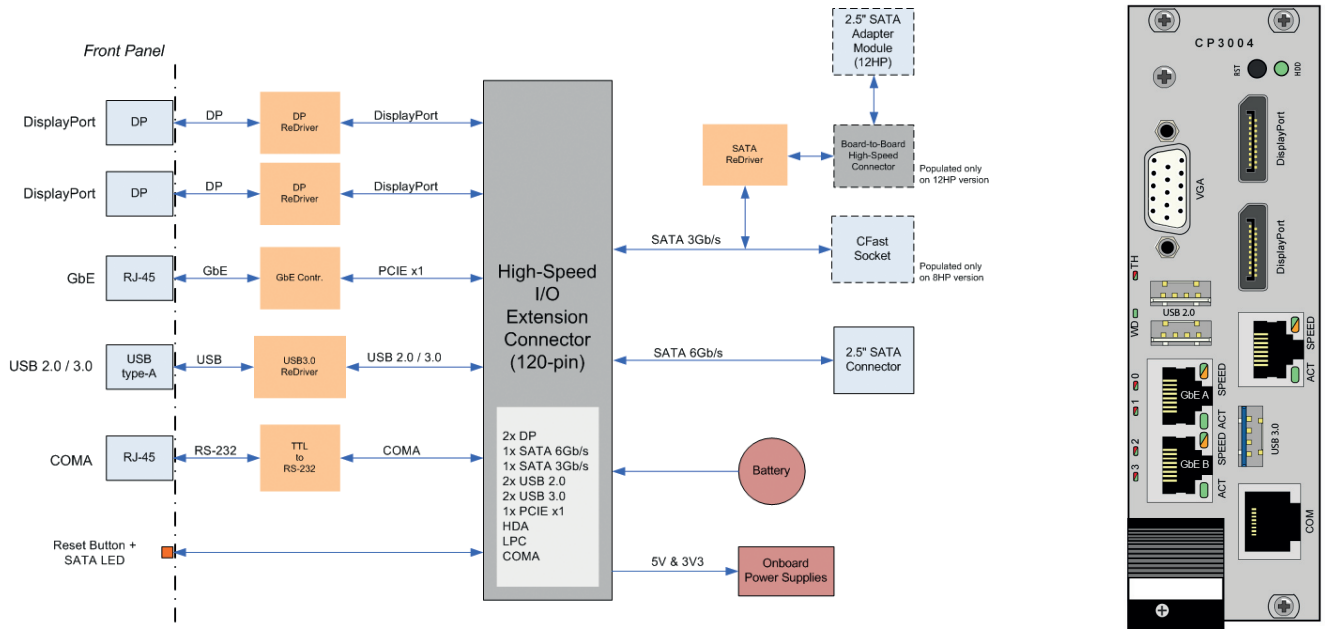 Front Panel
DisplayPort
DP
DP
DP
ReDriver
DisplayPort
DisplayPort
DP
DP
DP
ReDriver
DisplayPort
GbE
RJ-45
GbE
GbE Contr.
PCIE x1
USB 2.0 / 3.0
USB
type-A
USB
USB3.0
ReDriver
USB 2.0 / 3.0
COMA
RJ-45
RS-232
TTL
to
RS-232
COMA
Reset Button +
SATA LED
High-Speed
I/O
Extension
Connector
(120-pin)
2x DP
1x SATA 6Gb/s
1x SATA 3Gb/s
2x USB 2.0
2x USB 3.0
1x PCIE x1
HDA
LPC
COMA
2.5" SATA
Adapter
Module
(12HP)
SATA
ReDriver
Board-to-Board
High-Speed
Connector
Populated only
on 12HP version
SATA 3Gb/s
CFast
Socket
Populated only
on 8HP version
SATA 6Gb/s
2.5" SATA
Connector
Battery
5V & 3V3
Onboard
Power Supplies
CP3004
RST
HDD
DisplayPort
VGA
DisplayPort
TH
USB 2.0
WD
SPEED
ACT
0
1
2
3
GbE A
SPEED
ACT
GbE B
SPEED
ACT
USB 3.0
COM